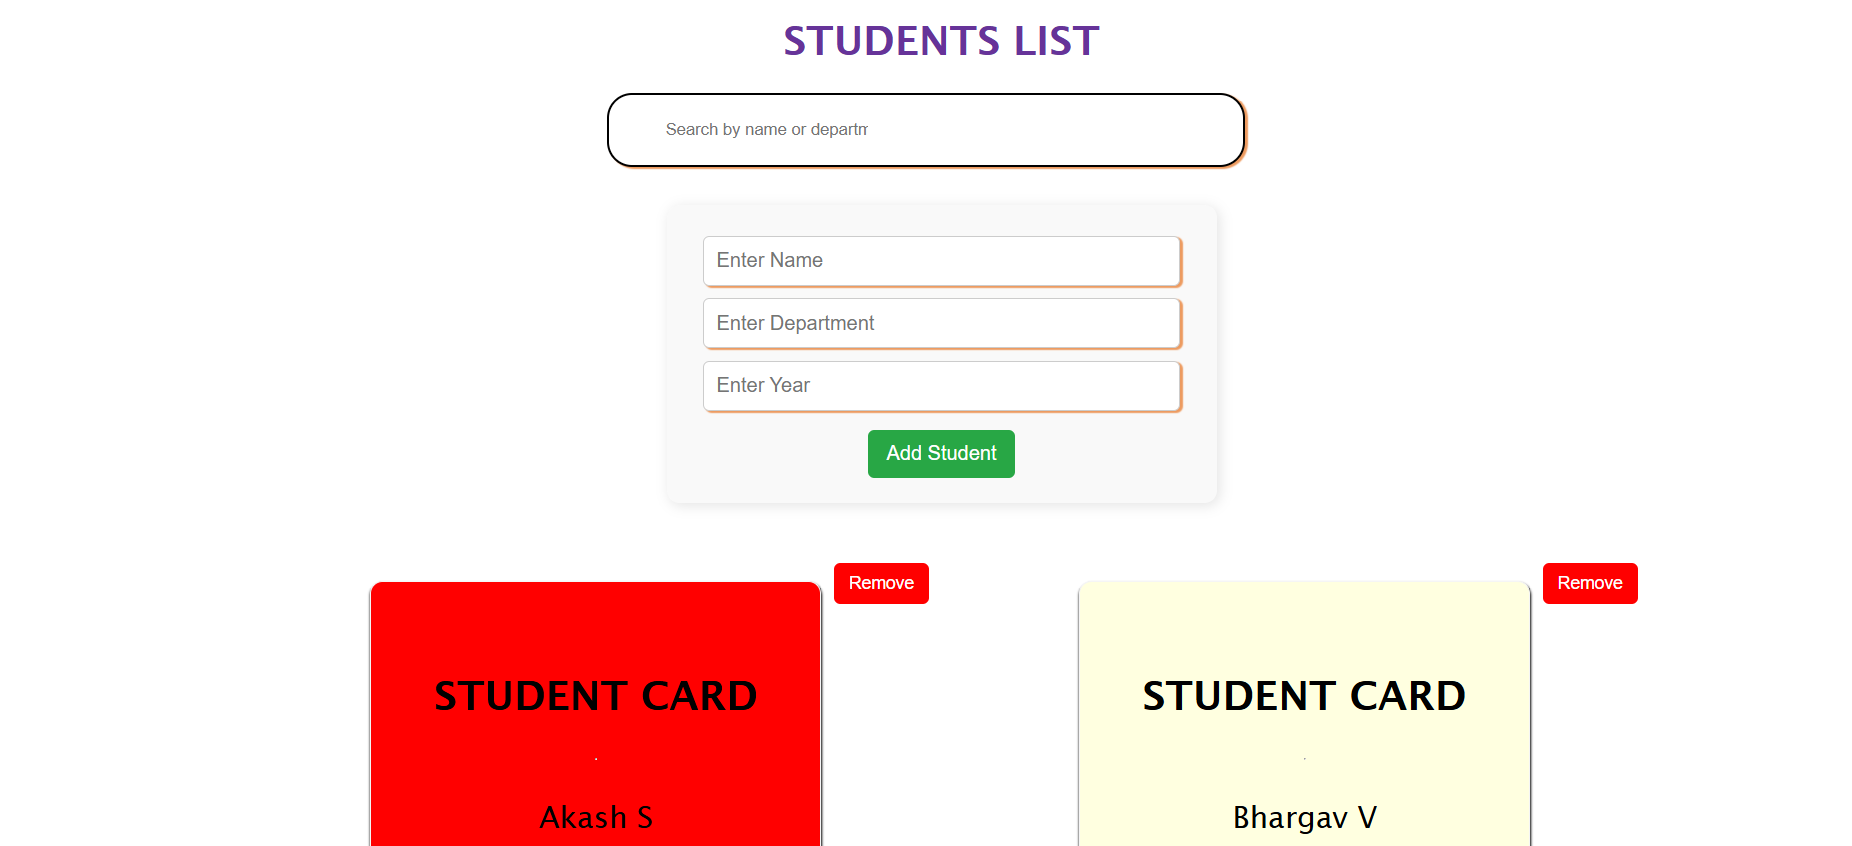 STUDENTS LIST
Search by name or departm
Enter Name
Enter Department
Enter Year
Add Student
Remove
Remove
STUDENT CARD
STUDENT CARD
.
.
Akash S
Bhargav V